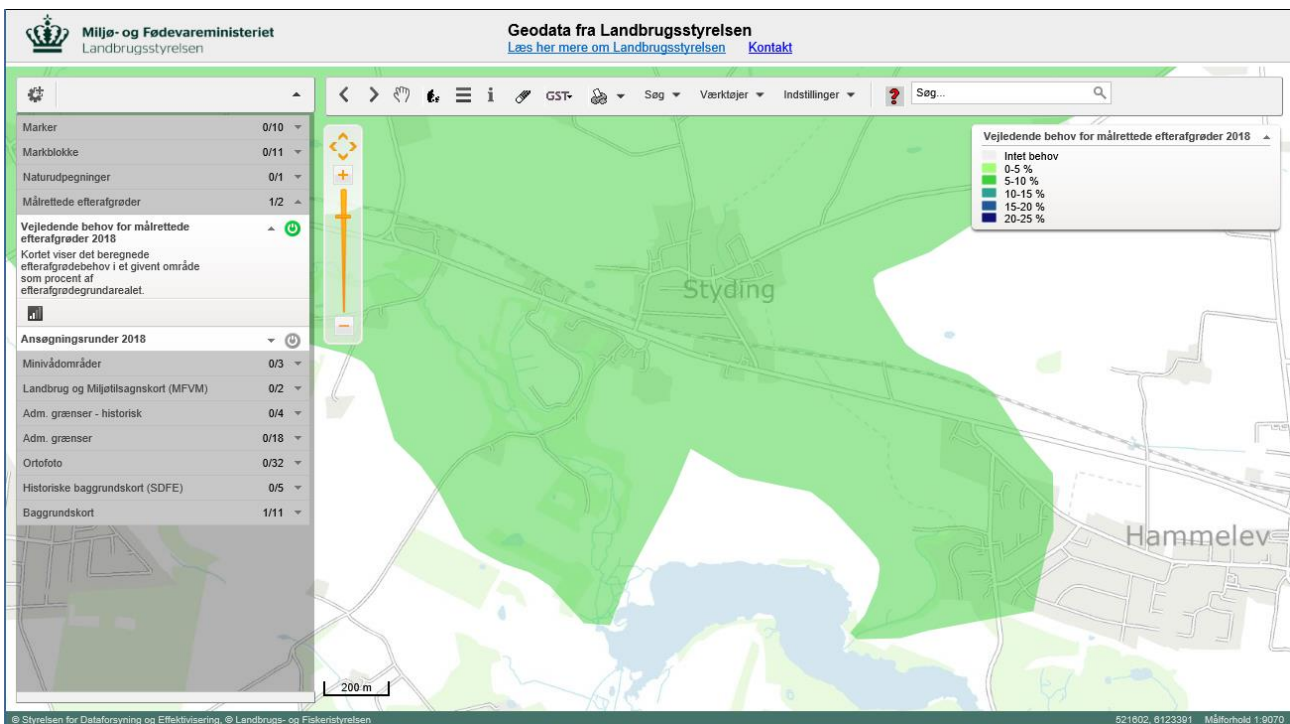 Miljø- og Fødevareministeriet
Landbrugsstyrelsen
Geodata fra Landbrugsstyrelsen
Læs her mere om Landbrugsstyrelsen Kontakt
GST
Søg
Værktøjer
Indstillinger
Søg...
Marker 0/10
Markblokke 0/11
Naturudpegninger 0/1
Målrettede efterafgrøder 1/2
Vejledende behov for målrettede
efterafgrøder 2018
Kortet viser det beregnede
efterafgrødebehov i et givent område
som procent af
efterafgrødegrundarealet.
Ansøgningsrunder 2018
Minivådområder 0/3
Landbrug og Miljøtilsagnskort (MFVM) 0/2
Adm. grænser - historisk 0/4
Adm. grænser 0/18
Ortofoto 0/32
Historiske baggrundskort (SDFE) 0/5
Baggrundskort 1/11
Vejledende behov for målrettede efterafgrøder 2018
Intet behov
0-5 %
5-10 %
10-15 %
15-20 %
20-25 %
Styding
Hammelev
200 m
© Styrelsen for Dataforsyning og Effektivisering, © Landbrugs- og Fiskeristyrelsen
521602, 6123391 Målforhold 1:9070